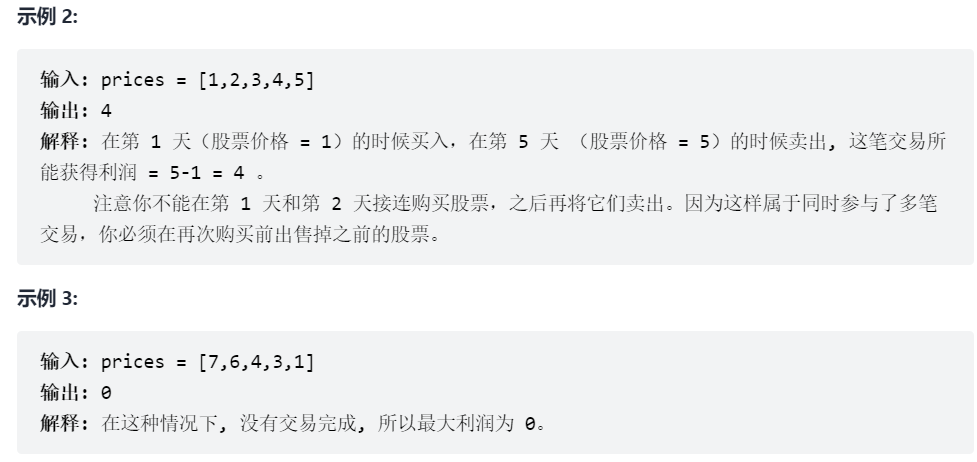 示例 2:
输入: prices = [1,2,3,4,5]
输出: 4
解释: 在第 1 天（股票价格 = 1）的时候买入，在第 5 天 （股票价格 = 5）的时候卖出, 这笔交易所
能获得利润 = 5-1 = 4 。
注意你不能在第 1 天和第 2 天接连购买股票，之后再将它们卖出。因为这样属于同时参与了多笔
交易，你必须在再次购买前出售掉之前的股票。
示例 3:
输入: prices = [7,6,4,3,1]
输出: 0
解释: 在这种情况下, 没有交易完成, 所以最大利润为 0。